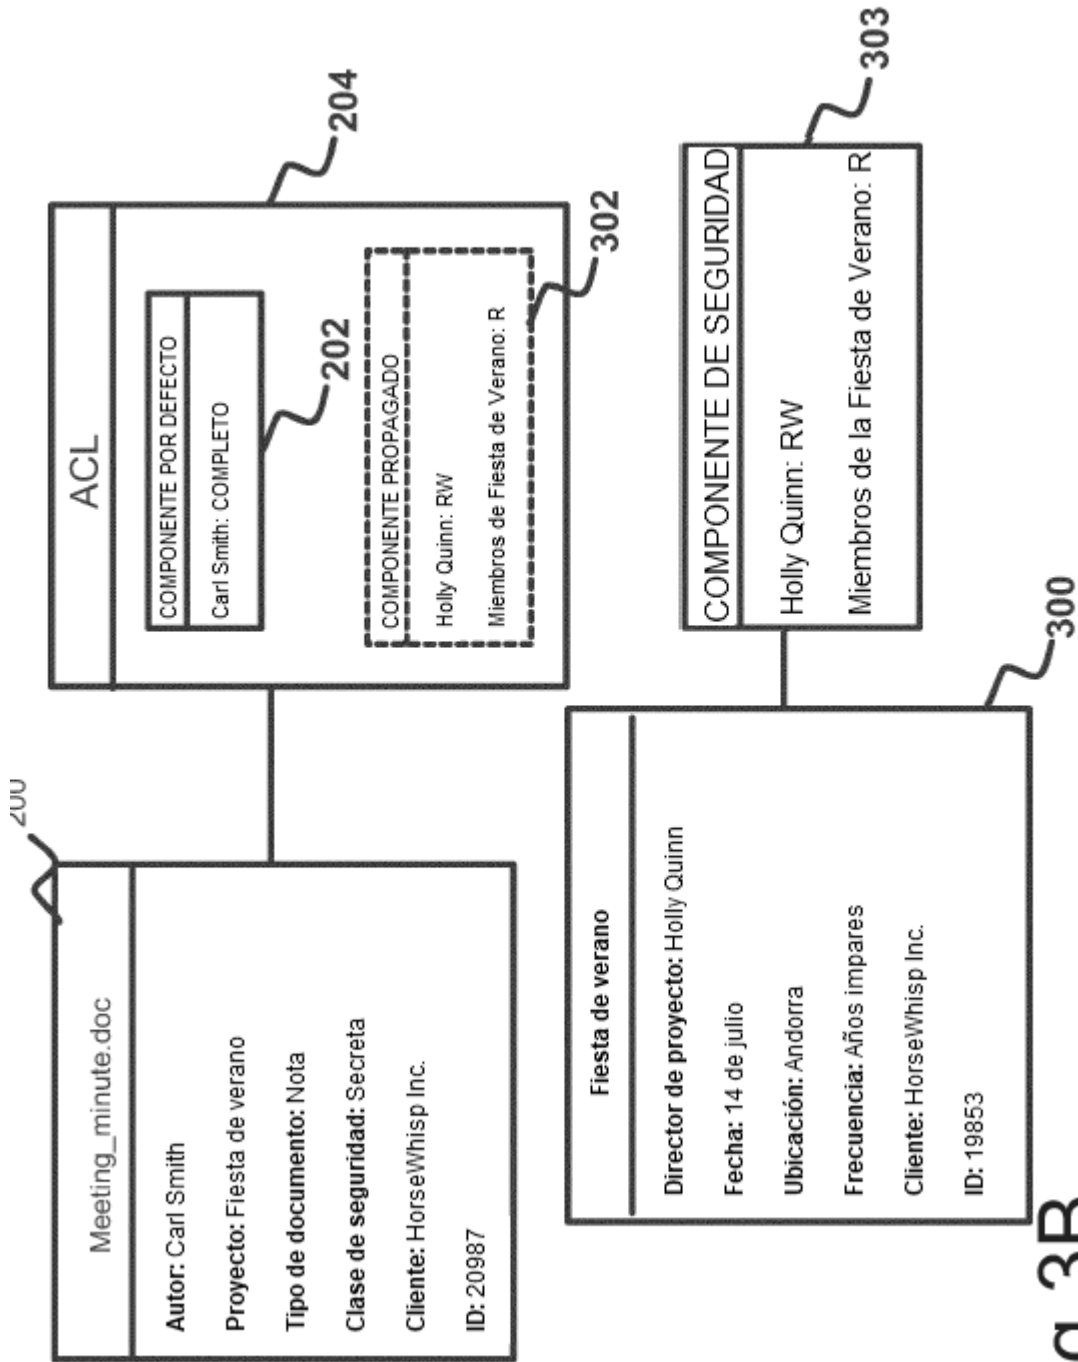 Meeting_minute.doc
Autor: Carl Smith
Proyecto: Fiesta de verano
Tipo de documento: Nota
Clase de seguridad: Secreta
Cliente: HorseWhisp Inc.
ID: 20987
200
ACL
COMPONENTE POR DEFECTO
Carl Smith: COMPLETO
202
COMPONENTE PROPAGADO
Holly Quinn: RW
Miembros de Fiesta de Verano: R
302
204
Fiesta de verano
Director de proyecto: Holly Quinn
Fecha: 14 de julio
Ubicación: Andorra
Frecuencia: Años impares
Cliente: HorseWhisp Inc.
ID: 19853
300
COMPONENTE DE SEGURIDAD
Holly Quinn: RW
Miembros de la Fiesta de Verano: R
303
g. 3B